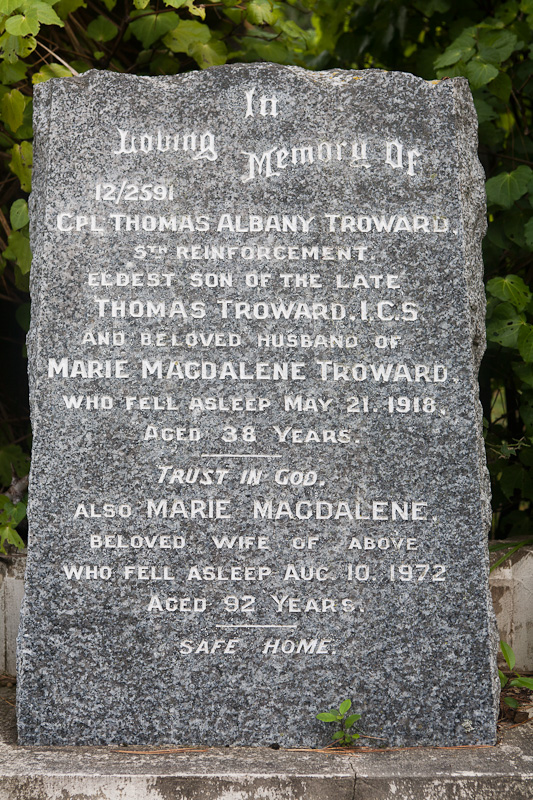 In
Loving Memory Of
12/2591
CPL THOMAS ALBANY TROWARD.
5TH REINFORCEMENT,
ELDEST SON OF THE LATE
THOMAS TROWARD. I.C.S.
AND BELOVED HUSBAND OF
MARIE MAGDALENE TROWARD,
WHO FELL ASLEEP MAY 21. 1918,
AGED 38 YEARS.
TRUST IN GOD.
ALSO MARIE MAGDALENE,
BELOVED WIFE OF ABOVE
WHO FELL ASLEEP AUG. 10. 1972
AGED 92 YEARS.
SAFE HOME.